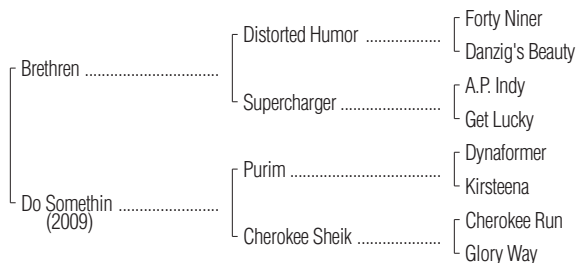 Forty Niner
Distorted Humor ..................
Danzig's Beauty
Brethren ................................
A.P. Indy
Supercharger ........................
Get Lucky
Dynaformer
Purim ...................................
Kirsteena
Do Somethin ........................
(2009)
Cherokee Run
Cherokee Sheik ....................
Glory Way